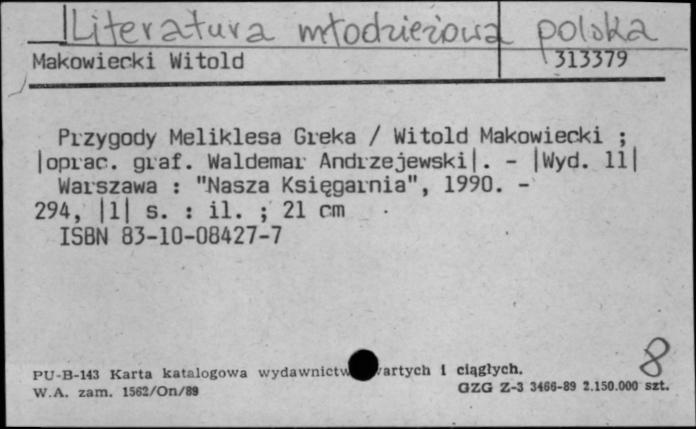 Literatura młodzieżowa polska
Makowiecki Witold 313379
Przygody Meliklesa Greka / Witold Makowiecki ;
|oprac. graf. Waldemar Andrzejewski|. - |Wyd. 11|
Warszawa : "Nasza Księgarnia", 1990. -
294, |1| s. : il. ; 21 cm
ISBN 83-10-08427-7
8
PU-B-143 Karta katalogowa wydawnictw i ciągłych.
W.A. zam. 1562/On/89 GZG Z-3 3466-89 2.150.000 szt.